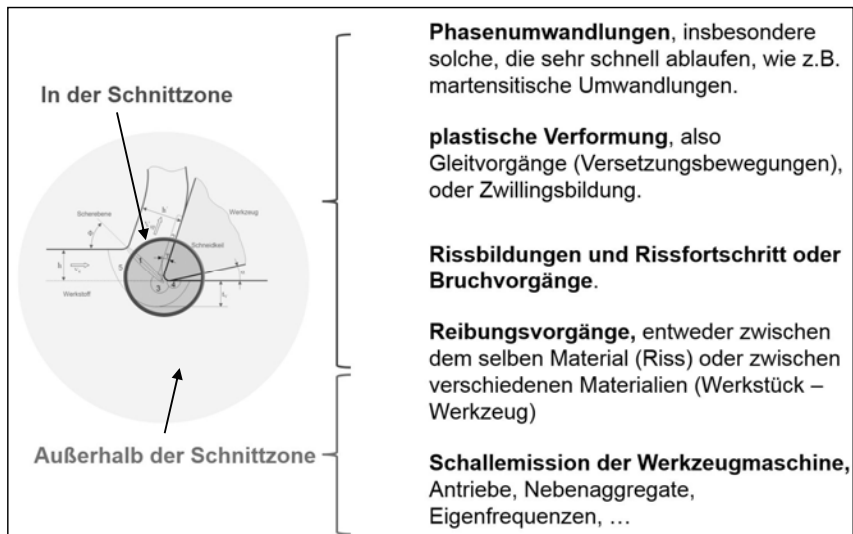 In der Schnittzone
Scherebene
Werkzeug
Schneidkeil
Werkstoff
Außerhalb der Schnittzone
Phasenumwandlungen, insbesondere
solche, die sehr schnell ablaufen, wie z.B.
martensitische Umwandlungen.
plastische Verformung, also
Gleitvorgänge (Versetzungsbewegungen),
oder Zwillingsbildung.
Rissbildungen und Rissfortschritt oder
Bruchvorgänge.
Reibungsvorgänge, entweder zwischen
dem selben Material (Riss) oder zwischen
verschiedenen Materialien (Werkstück –
Werkzeug)
Schallemission der Werkzeugmaschine,
Antriebe, Nebenaggregate,
Eigenfrequenzen, …